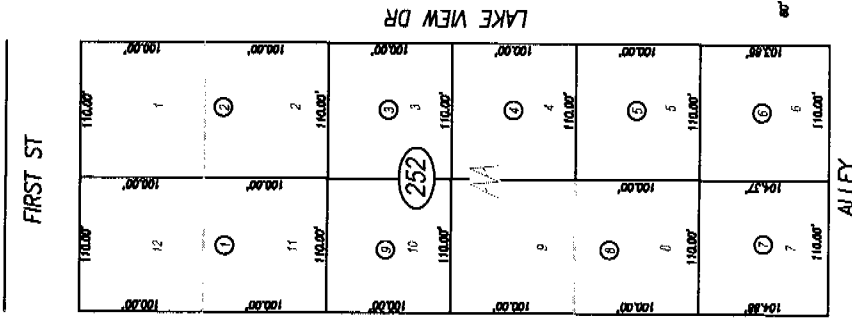 LAKE VIEW DR
FIRST ST
100.00' 100.00' 100.00' 100.00' 100.00'
110.00' 1 2 2 110.00' 3 3 110.00' 4 4 110.00' 5 5 110.00' 6 6 110.00'
252
100.00' 100.00' 100.00' 104.37'
110.00' 12 1 11 110.00' 9 10 110.00' 9 8 8 110.00' 7 7 110.00'
100.00' 100.00' 100.00' 100.00' 100.00'
ALLEY